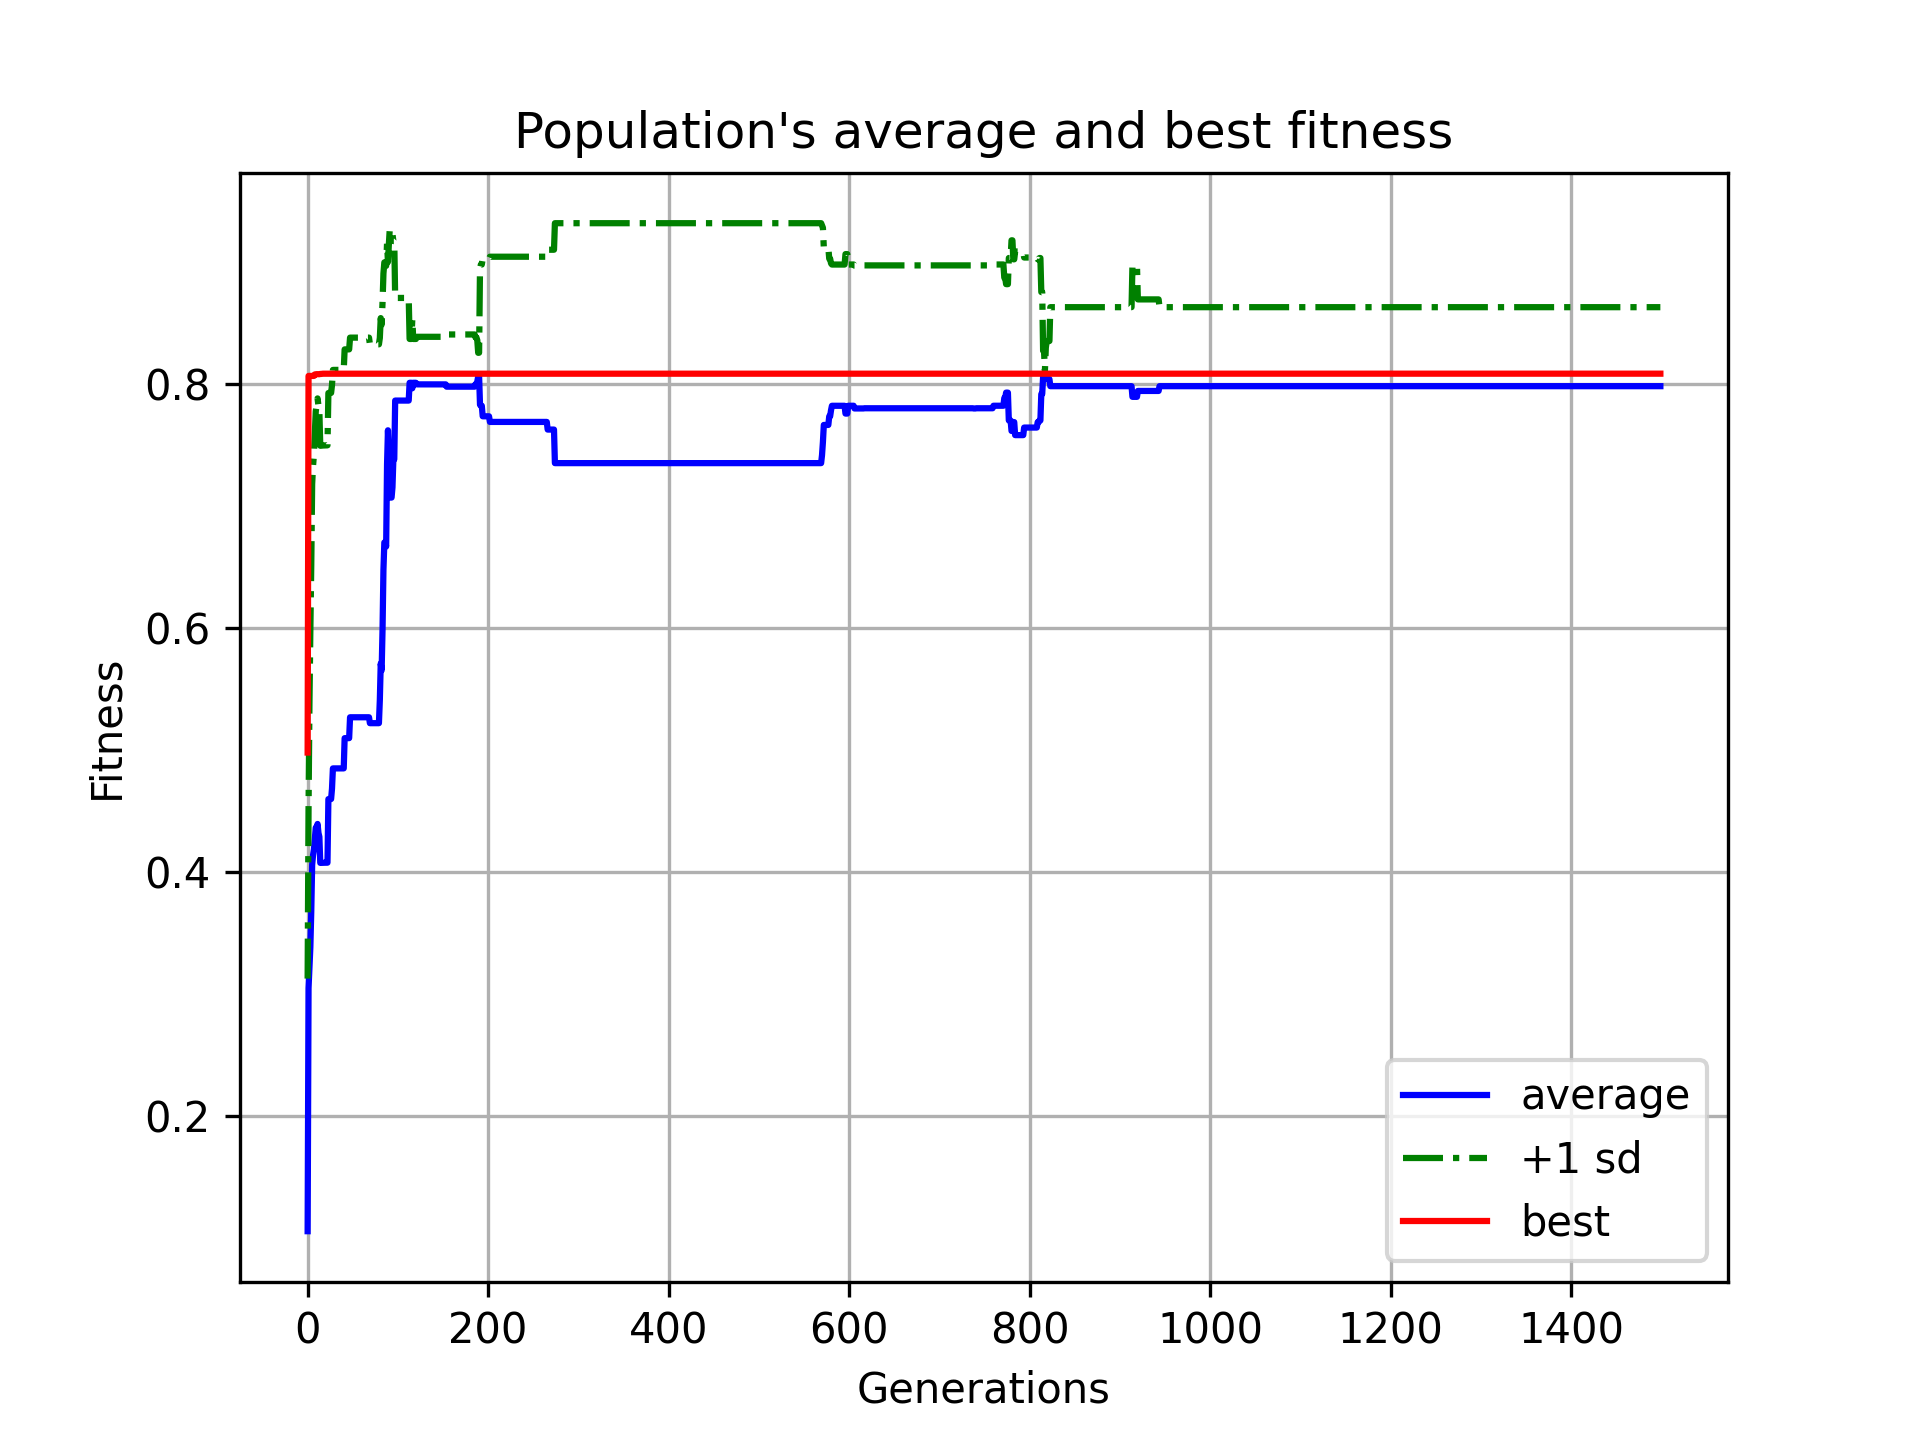 Population's average and best fitness
Fitness
0.8
0.6
0.4
0.2
0 200 400 600 800 1000 1200 1400
Generations
average
+1 sd
best